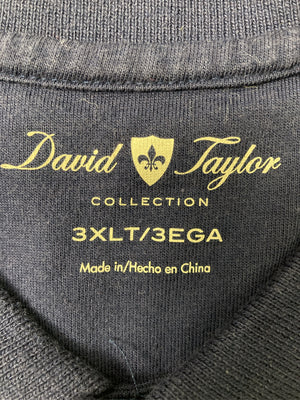 David Taylor
COLLECTION
3XLT/3EGA
Made in/Hecho en China